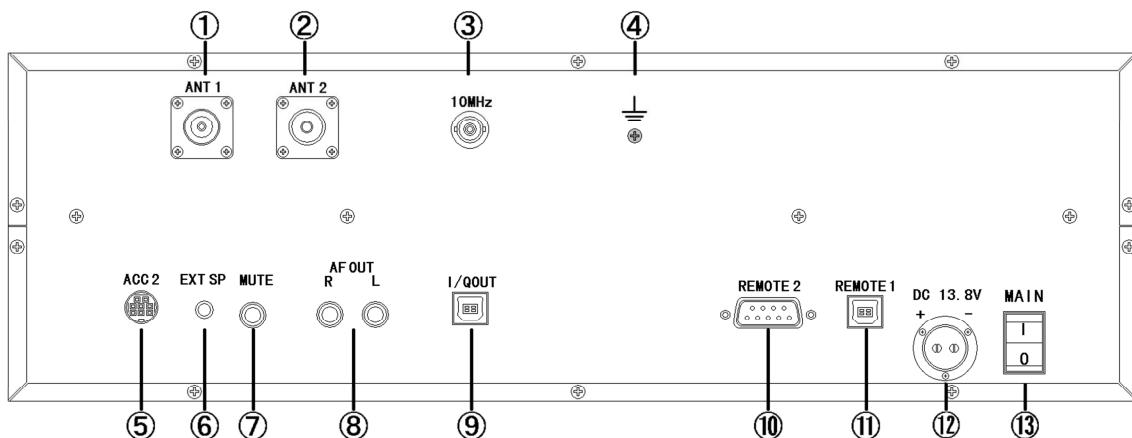 ① ② ③ ④
ANT 1 ANT 2 10MHz
ACC 2 EXT SP MUTE AF OUT I/QOUT REMOTE 2 REMOTE 1 DC 13.8V MAIN
R L + −
I
O
⑤ ⑥ ⑦ ⑧ ⑨ ⑩ ⑪ ⑫ ⑬